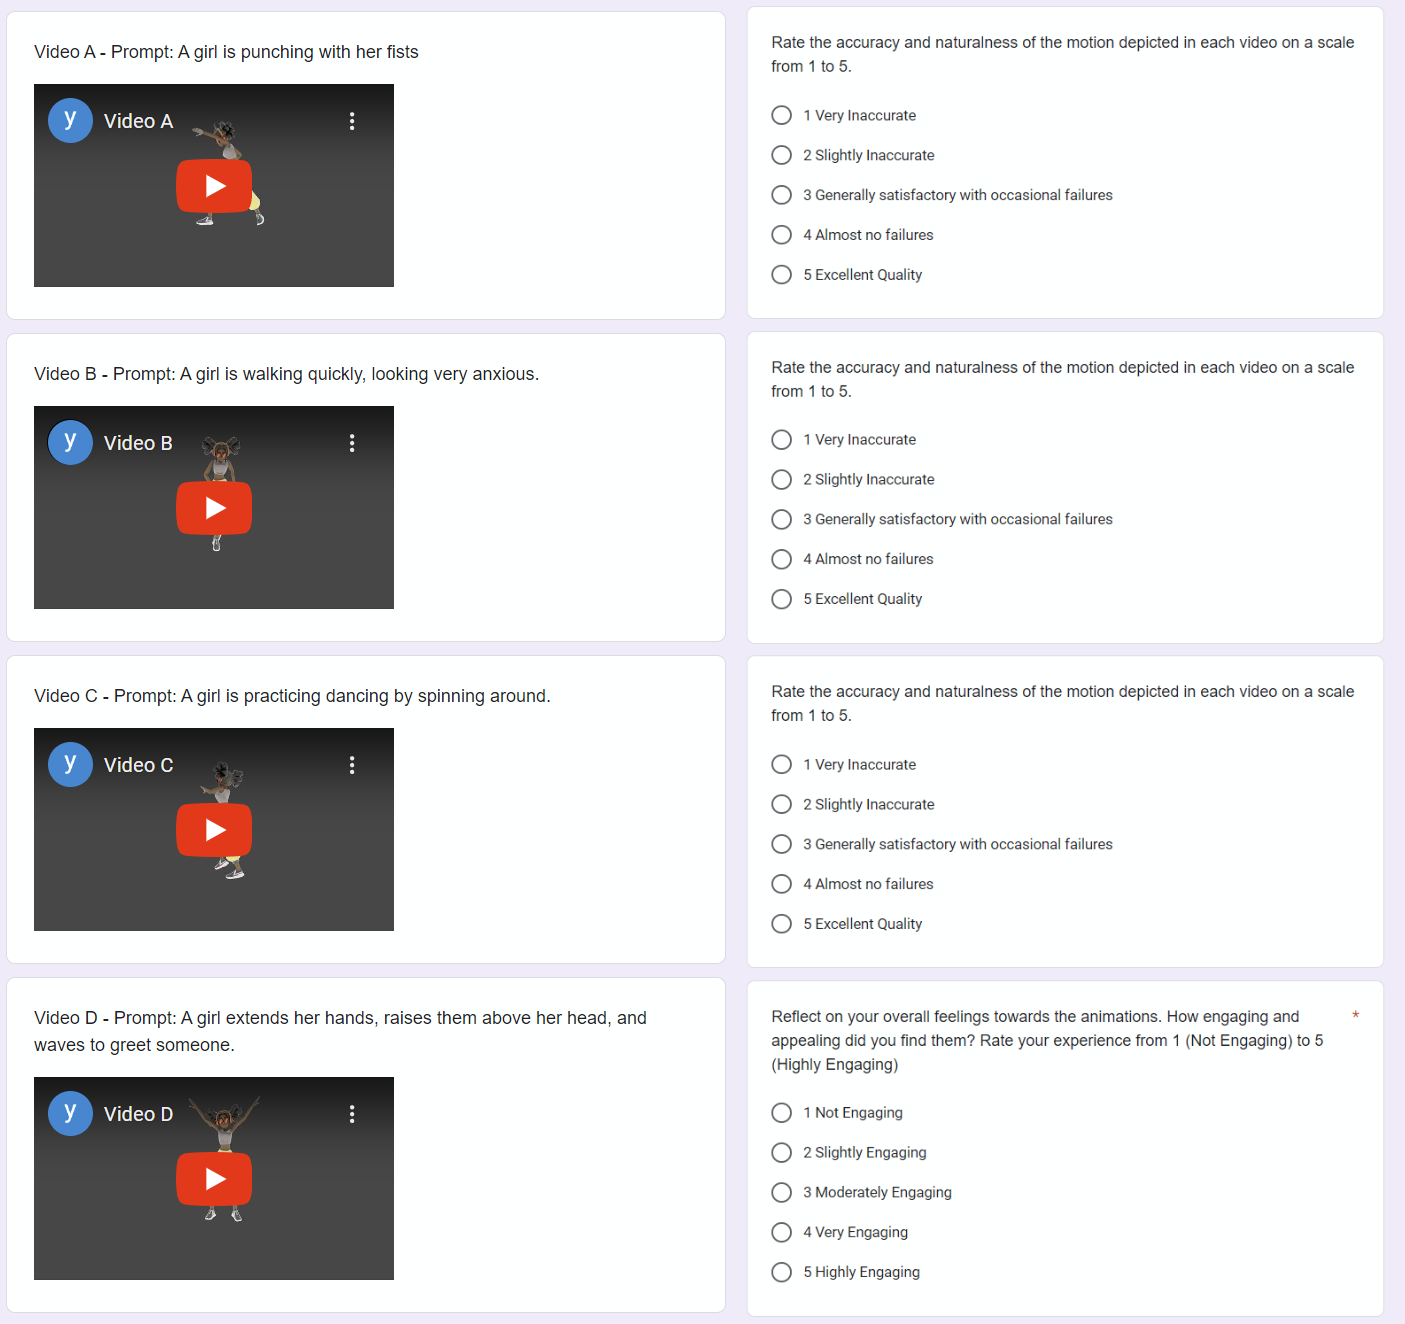 Video A - Prompt: A girl is punching with her fists
y
Video A
Rate the accuracy and naturalness of the motion depicted in each video on a scale
from 1 to 5.
1 Very Inaccurate
2 Slightly Inaccurate
3 Generally satisfactory with occasional failures
4 Almost no failures
5 Excellent Quality
Video B - Prompt: A girl is walking quickly, looking very anxious.
y
Video B
Rate the accuracy and naturalness of the motion depicted in each video on a scale
from 1 to 5.
1 Very Inaccurate
2 Slightly Inaccurate
3 Generally satisfactory with occasional failures
4 Almost no failures
5 Excellent Quality
Video C - Prompt: A girl is practicing dancing by spinning around.
y
Video C
Rate the accuracy and naturalness of the motion depicted in each video on a scale
from 1 to 5.
1 Very Inaccurate
2 Slightly Inaccurate
3 Generally satisfactory with occasional failures
4 Almost no failures
5 Excellent Quality
Video D - Prompt: A girl extends her hands, raises them above her head, and
waves to greet someone.
y
Video D
Reflect on your overall feelings towards the animations. How engaging and *
appealing did you find them? Rate your experience from 1 (Not Engaging) to 5
(Highly Engaging)
1 Not Engaging
2 Slightly Engaging
3 Moderately Engaging
4 Very Engaging
5 Highly Engaging